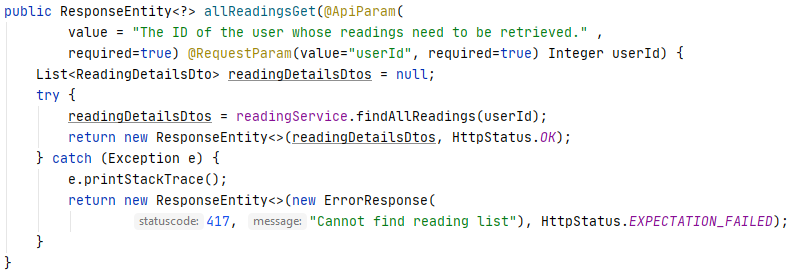 public ResponseEntity<?> allReadingsGet(@ApiParam(
value = "The ID of the user whose readings need to be retrieved." ,
required=true) @RequestParam(value="userId", required=true) Integer userId) {
List<ReadingDetailsDto> readingDetailsDtos = null;
try {
readingDetailsDtos = readingService.findAllReadings(userId);
return new ResponseEntity<>(readingDetailsDtos, HttpStatus.OK);
} catch (Exception e) {
e.printStackTrace();
return new ResponseEntity<>(new ErrorResponse(
statuscode: 417, message: "Cannot find reading list"), HttpStatus.EXPECTATION_FAILED);
}
}